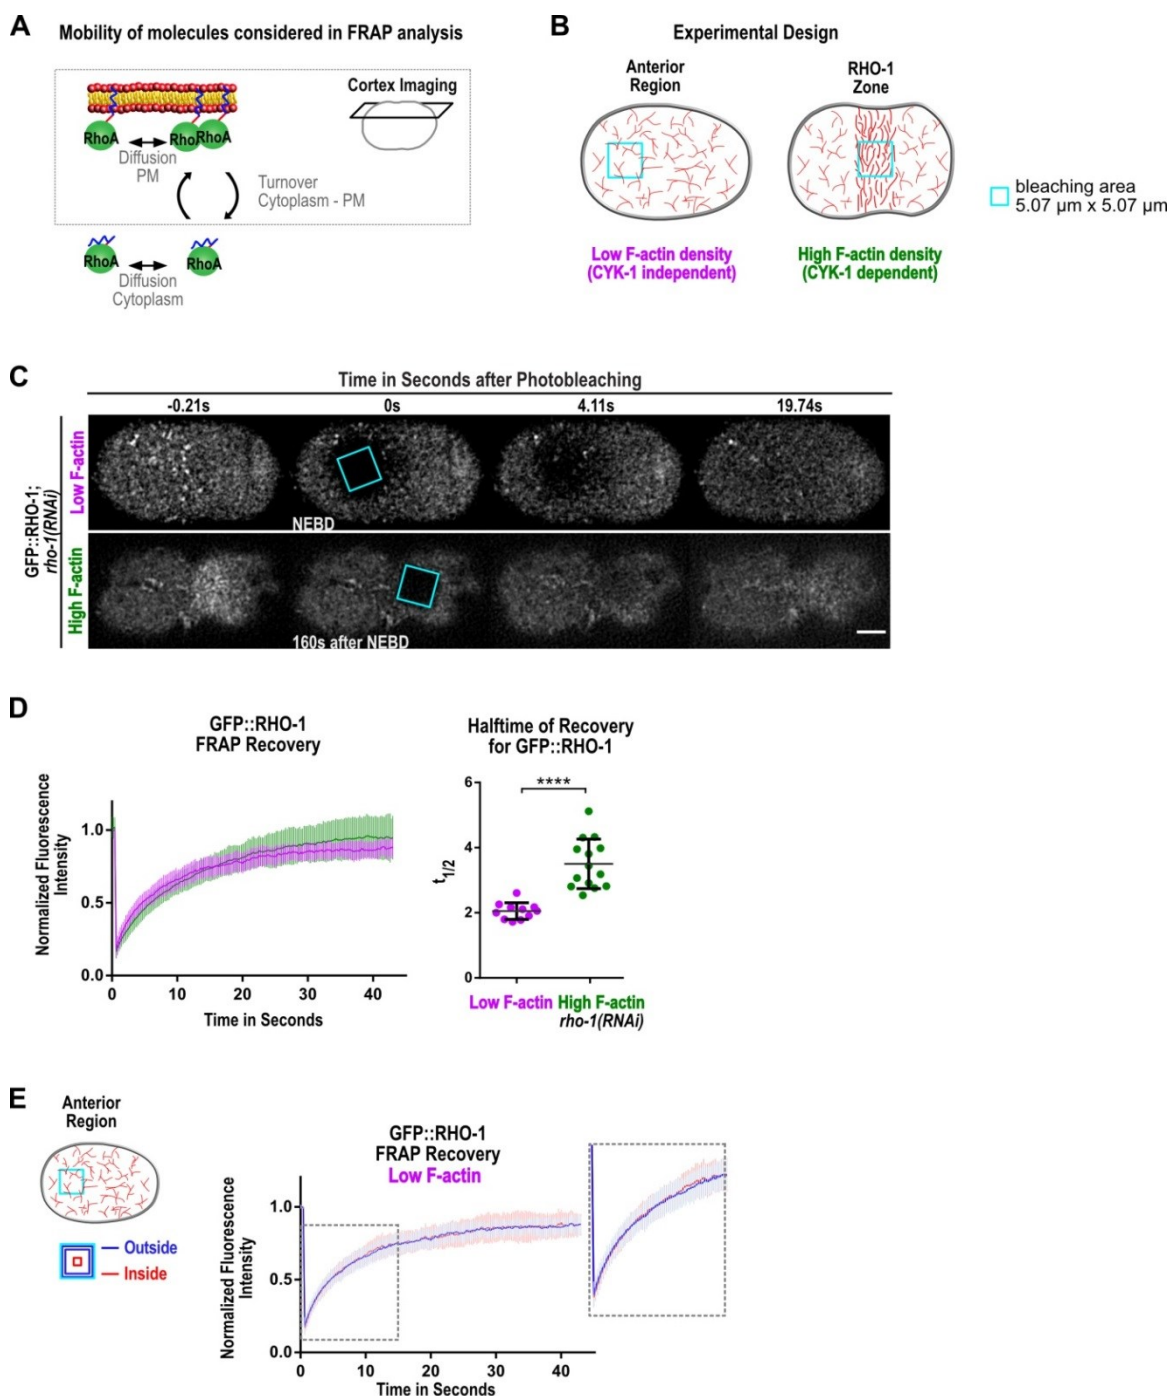 A
Mobility of molecules considered in FRAP analysis
Cortex Imaging
RhoA
Rho
RhoA
Diffusion
PM
Turnover
Cytoplasm - PM
RhoA
RhoA
Diffusion
Cytoplasm
B
Experimental Design
Anterior
Region
RHO-1
Zone
bleaching area
5.07 µm x 5.07 µm
Low F-actin density
(CYK-1 independent)
High F-actin density
(CYK-1 dependent)
C
Time in Seconds after Photobleaching
-0.21s 0s 4.11s 19.74s
GFP::RHO-1;
rho-1(RNAi)
Low F-actin
NEBD
High F-actin
160s after NEBD
D
GFP::RHO-1
FRAP Recovery
Normalized Fluorescence
Intensity
1.0
0.5
0.0
0 10 20 30 40
Time in Seconds
Halftime of Recovery
for GFP::RHO-1
****
t1/2
6
4
2
0
Low F-actin High F-actin
rho-1(RNAi)
E
Anterior
Region
Outside
Inside
GFP::RHO-1
FRAP Recovery
Low F-actin
Normalized Fluorescence
Intensity
1.0
0.5
0.0
0 10 20 30 40
Time in Seconds